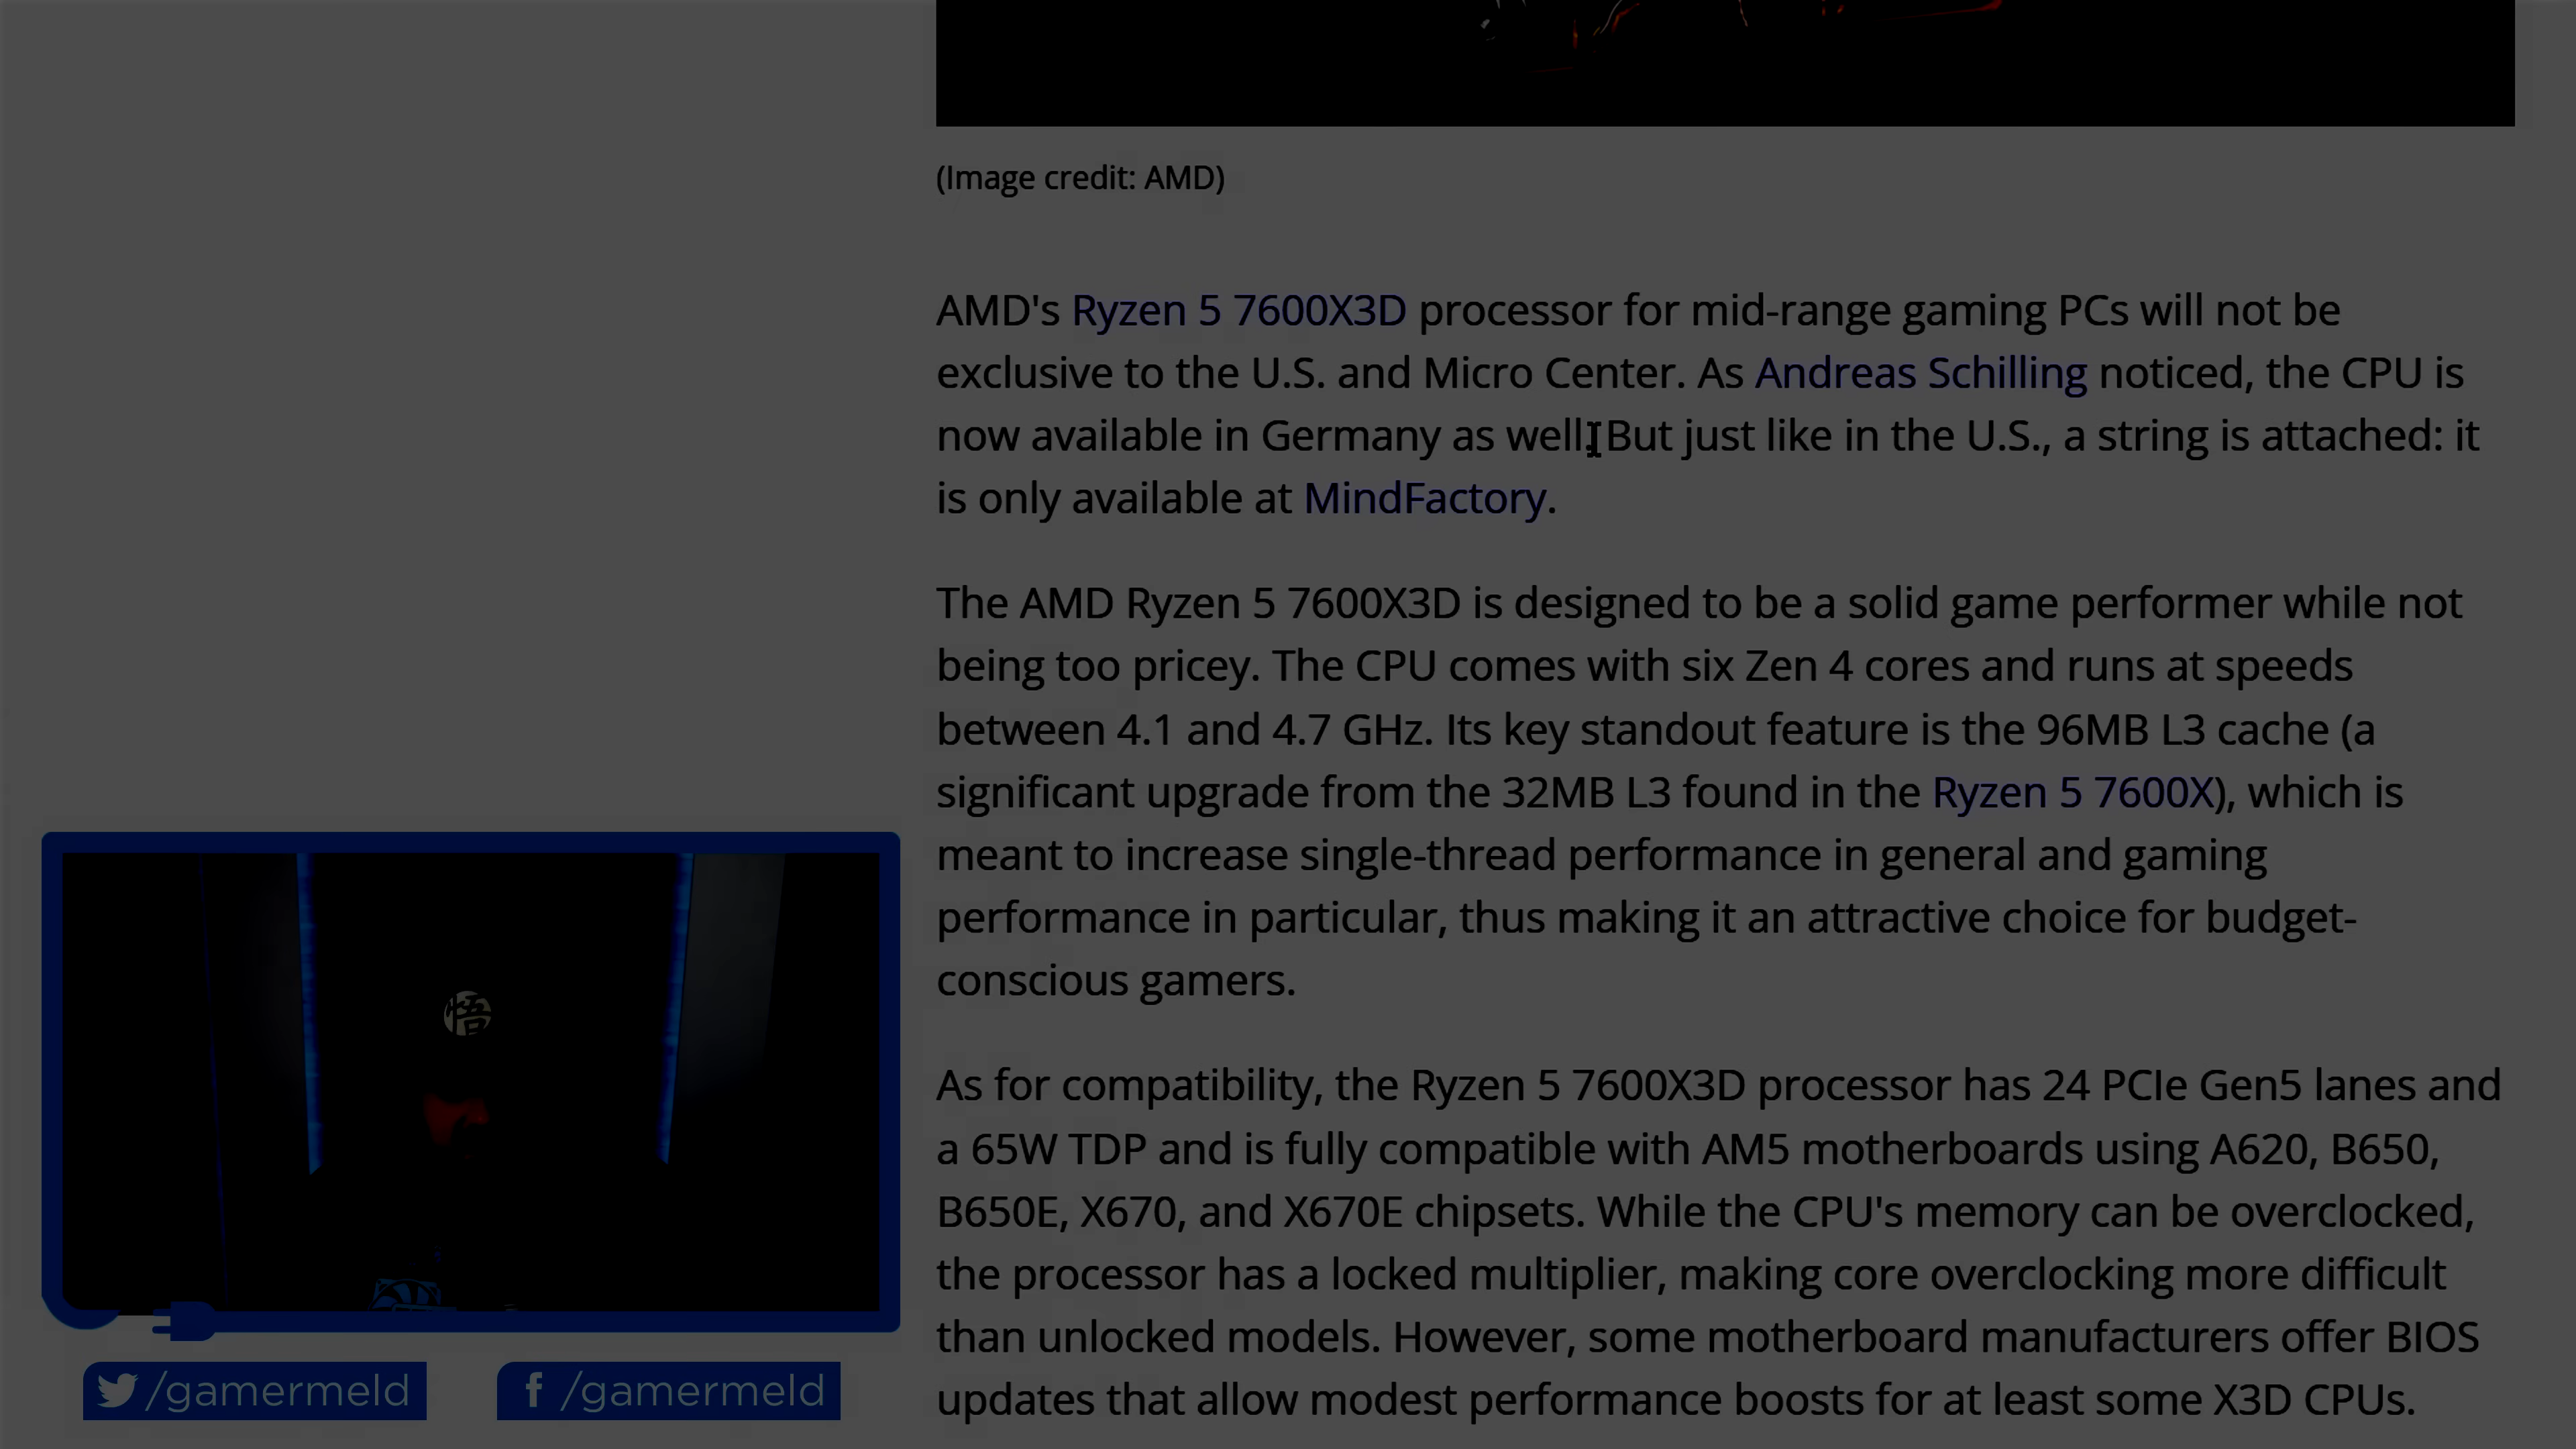 (Image credit: AMD)
AMD's Ryzen 5 7600X3D processor for mid-range gaming PCs will not be
exclusive to the U.S. and Micro Center. As Andreas Schilling noticed, the CPU is
now available in Germany as well. But just like in the U.S., a string is attached: it
is only available at MindFactory.
The AMD Ryzen 5 7600X3D is designed to be a solid game performer while not
being too pricey. The CPU comes with six Zen 4 cores and runs at speeds
between 4.1 and 4.7 GHz. Its key standout feature is the 96MB L3 cache (a
significant upgrade from the 32MB L3 found in the Ryzen 5 7600X), which is
meant to increase single-thread performance in general and gaming
performance in particular, thus making it an attractive choice for budget-
conscious gamers.
As for compatibility, the Ryzen 5 7600X3D processor has 24 PCIe Gen5 lanes and
a 65W TDP and is fully compatible with AM5 motherboards using A620, B650,
B650E, X670, and X670E chipsets. While the CPU's memory can be overclocked,
the processor has a locked multiplier, making core overclocking more difficult
than unlocked models. However, some motherboard manufacturers offer BIOS
updates that allow modest performance boosts for at least some X3D CPUs.
悟
/gamermeld
/gamermeld